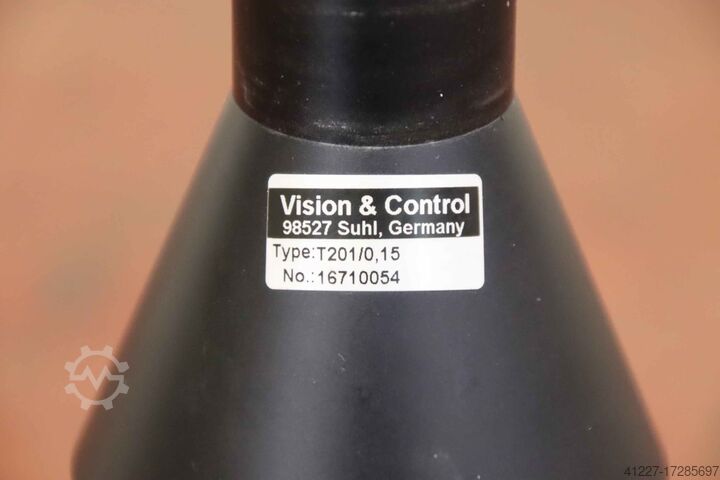 Vision & Control
98527 Suhl, Germany
Type:T201/0,15
No.:16710054
41227-17285697